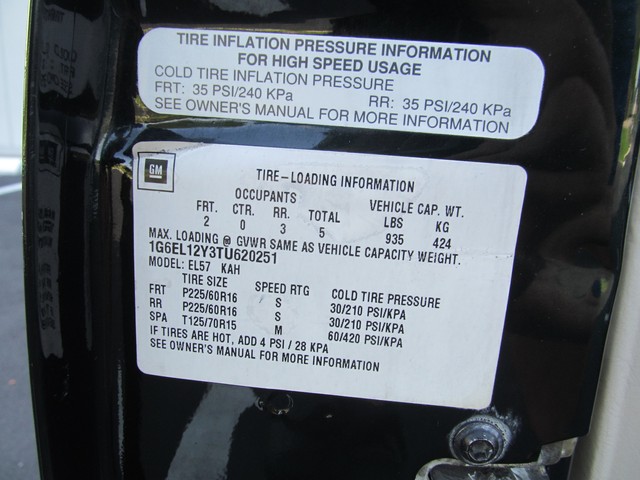 TIRE INFLATION PRESSURE INFORMATION
FOR HIGH SPEED USAGE
COLD TIRE INFLATION PRESSURE
FRT: 35 PSI/240 KPa RR: 35 PSI/240 KPa
SEE OWNER'S MANUAL FOR MORE INFORMATION
GM
TIRE-LOADING INFORMATION
OCCUPANTS VEHICLE CAP. WT.
FRT. CTR. RR. TOTAL LBS KG
2 0 3 5 935 424
MAX. LOADING @ GVWR SAME AS VEHICLE CAPACITY WEIGHT.
1G6EL12Y3TU620251
MODEL: EL57 KAH
TIRE SIZE SPEED RTG COLD TIRE PRESSURE
FRT P225/60R16 S 30/210 PSI/KPA
RR P225/60R16 S 30/210 PSI/KPA
SPA T125/70R15 M 60/420 PSI/KPA
IF TIRES ARE HOT, ADD 4 PSI / 28 KPA
SEE OWNER'S MANUAL FOR MORE INFORMATION